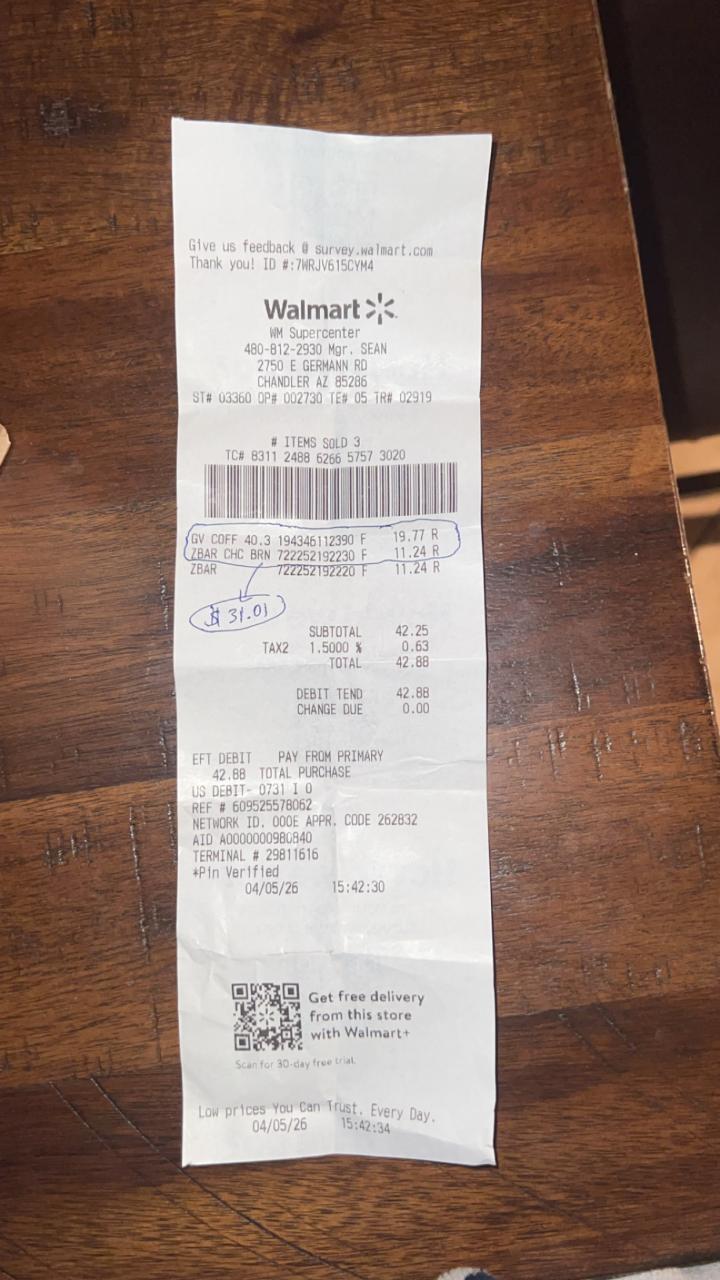 Give us feedback @ survey.walmart.com
Thank you! ID #:7WRJV615CYM4
Walmart
WM Supercenter
480-812-2930 Mgr. SEAN
2750 E GERMANN RD
CHANDLER AZ 85286
ST# 03360 OP# 002730 TE# 05 TR# 02919
# ITEMS SOLD 3
TC# 8311 2488 6266 5757 3020
GV COFF 40.3 194346112390 F 19.77 R
ZBAR CHC BRN 722252192230 F 11.24 R
ZBAR 722252192220 F 11.24 R
$ 31.01
SUBTOTAL 42.25
TAX2 1.5000 % 0.63
TOTAL 42.88
DEBIT TEND 42.88
CHANGE DUE 0.00
EFT DEBIT PAY FROM PRIMARY
42.88 TOTAL PURCHASE
US DEBIT- 0731 I 0
REF # 609525578062
NETWORK ID. 000E APPR. CODE 262832
AID A0000000980840
TERMINAL # 29811616
*Pin Verified
04/05/26 15:42:30
Get free delivery
from this store
with Walmart+
Scan for 30-day free trial.
Low prices You Can Trust. Every Day.
04/05/26 15:42:34